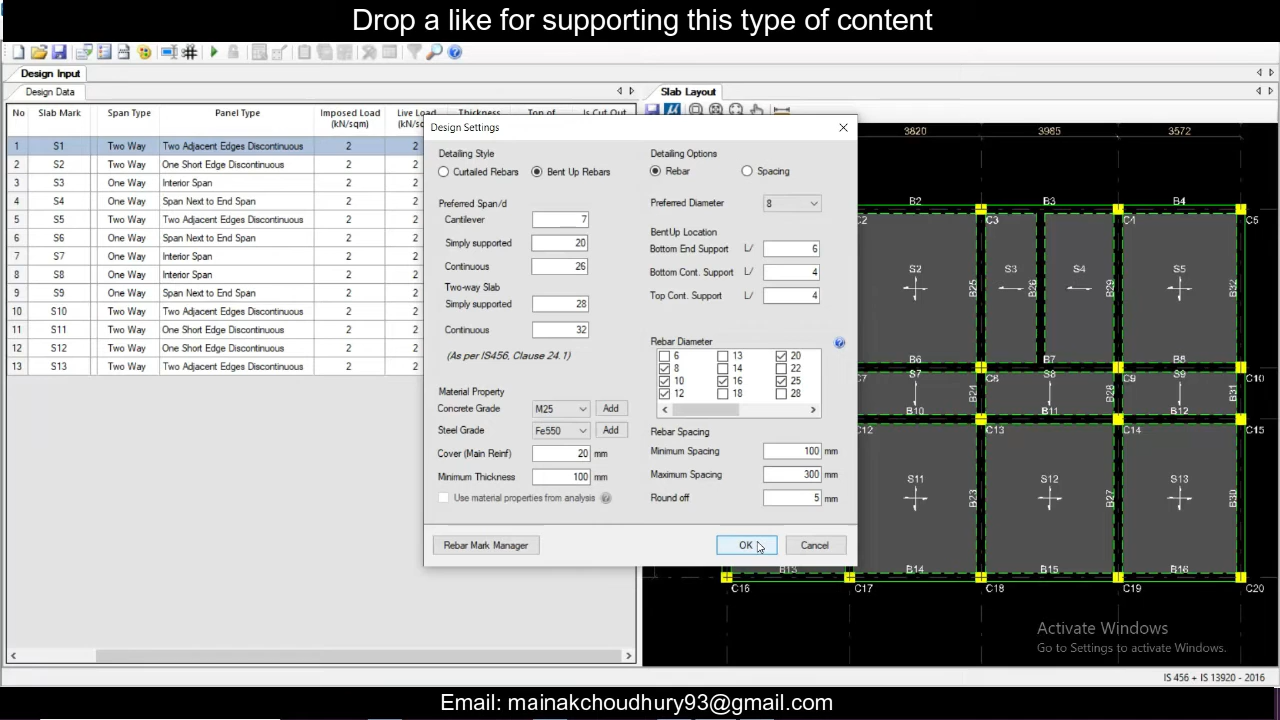 Drop a like for supporting this type of content
Design Input
Design Data
Slab Layout
No Slab Mark Span Type Panel Type Imposed Load (kN/sqm) Live Load (kN/sq Thickness Top of Is Cut Out
1 S1 Two Way Two Adjacent Edges Discontinuous 2 2
2 S2 Two Way One Short Edge Discontinuous 2 2
3 S3 One Way Interior Span 2 2
4 S4 One Way Span Next to End Span 2 2
5 S5 Two Way Two Adjacent Edges Discontinuous 2 2
6 S6 One Way Span Next to End Span 2 2
7 S7 One Way Interior Span 2 2
8 S8 One Way Interior Span 2 2
9 S9 One Way Span Next to End Span 2 2
10 S10 Two Way Two Adjacent Edges Discontinuous 2 2
11 S11 Two Way One Short Edge Discontinuous 2 2
12 S12 Two Way One Short Edge Discontinuous 2 2
13 S13 Two Way Two Adjacent Edges Discontinuous 2 2
Design Settings
Detailing Style
Curtailed Rebars Bent Up Rebars
Preferred Span/d
Cantilever 7
Simply supported 20
Continuous 26
Two-way Slab
Simply supported 28
Continuous 32
(As per IS456, Clause 24.1)
Material Property
Concrete Grade M25 Add
Steel Grade Fe550 Add
Cover (Main Reinf) 20 mm
Minimum Thickness 100 mm
Use material properties from analysis
Detailing Options
Rebar Spacing
Preferred Diameter 8
BentUp Location
Bottom End Support L/ 6
Bottom Cont. Support L/ 4
Top Cont. Support L/ 4
Rebar Diameter
6 13 20
8 14 22
10 16 25
12 18 28
Rebar Spacing
Minimum Spacing 100 mm
Maximum Spacing 300 mm
Round off 5 mm
Rebar Mark Manager OK Cancel
3820 3985 3572
B2 B3 B4
C2 C3 C4 C5
S2 S3 S4 S5
B25 B26 B29 B32
B6 B7 B8
C7 C8 C9 C10
S7 S8 S9
B24 B28 B31
B10 B11 B12
C12 C13 C14 C15
S11 S12 S13
B23 B27 B30
B13 B14 B15 B16
C16 C17 C18 C19 C20
Activate Windows
Go to Settings to activate Windows.
IS 456 + IS 13920 - 2016
Email: mainakchoudhury93@gmail.com